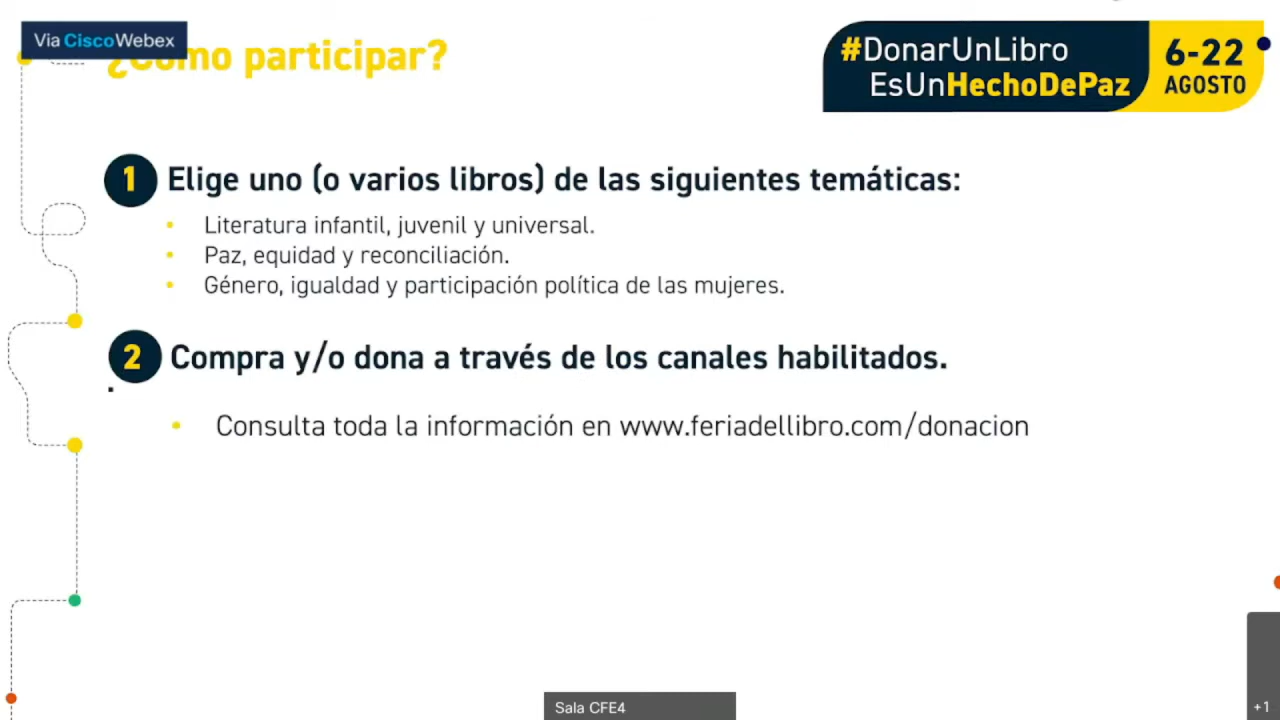 Vía CiscoWebex
¿Cómo participar?
#DonarUnLibro
EsUnHechoDePaz
6-22
AGOSTO
1 Elige uno (o varios libros) de las siguientes temáticas:
• Literatura infantil, juvenil y universal.
• Paz, equidad y reconciliación.
• Género, igualdad y participación política de las mujeres.
2 Compra y/o dona a través de los canales habilitados.
.
• Consulta toda la información en www.feriadellibro.com/donacion
Sala CFE4
+1